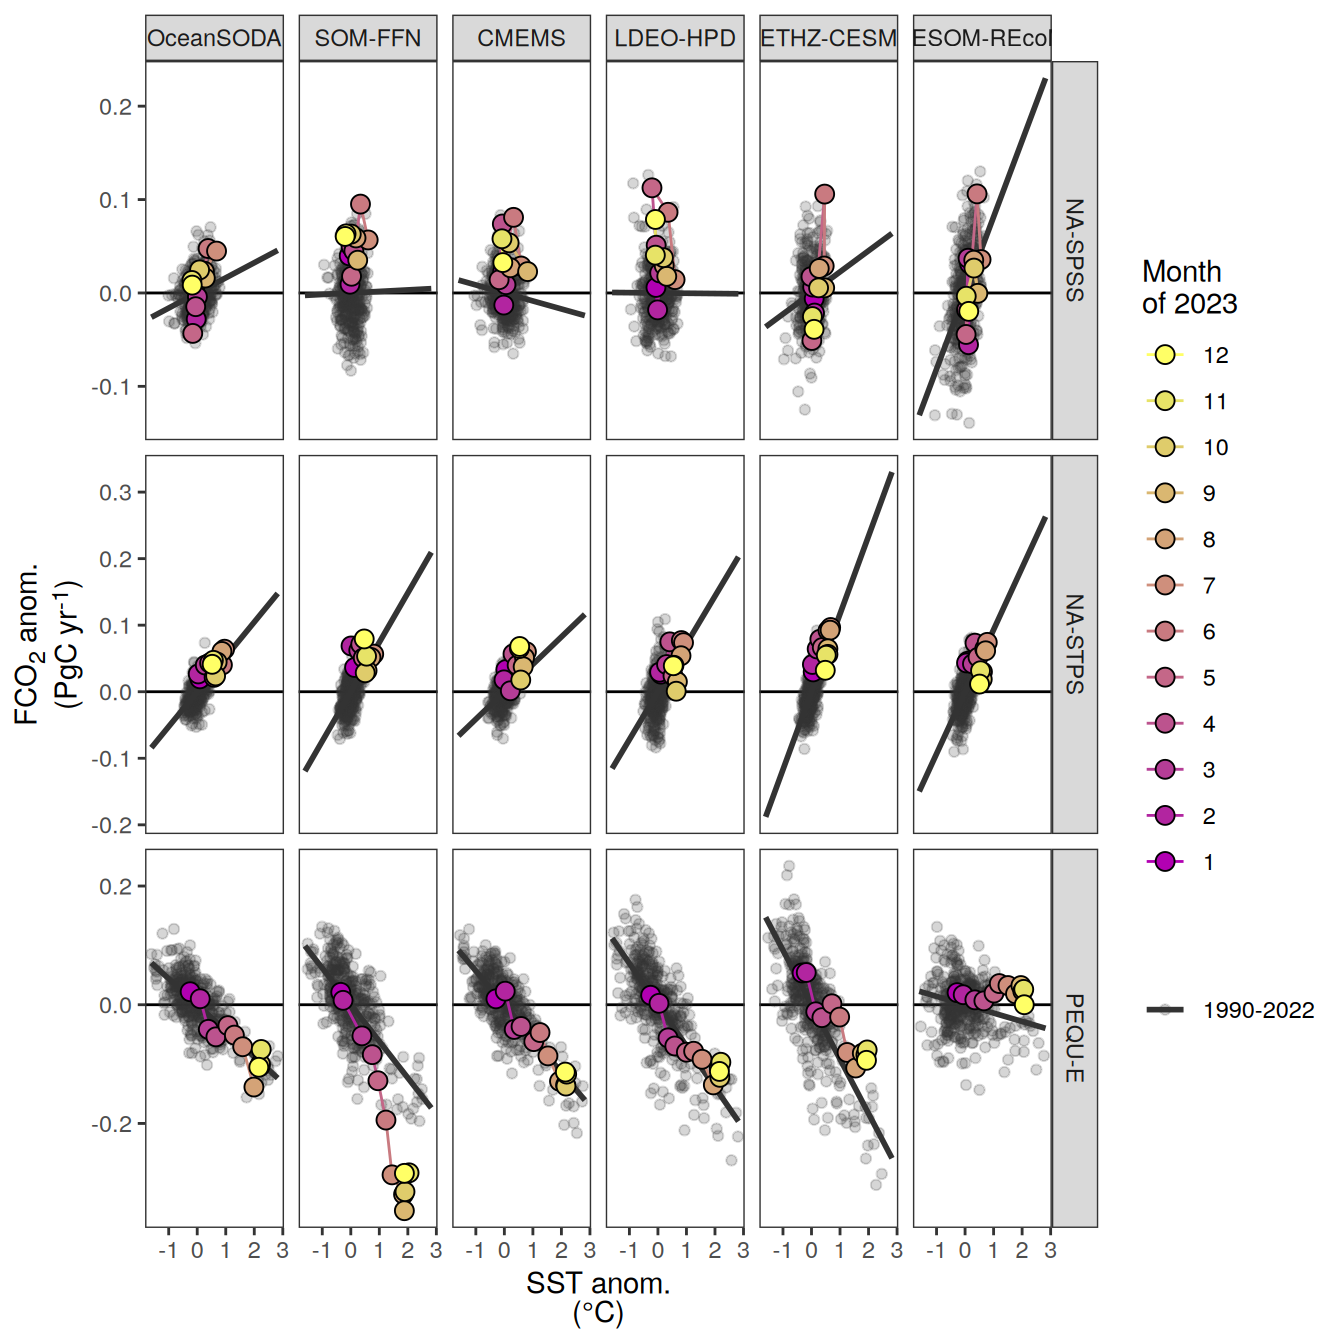 OceanSODA SOM-FFN CMEMS LDEO-HPD ETHZ-CESM ESOM-REcol
0.2
0.1
0.0
-0.1
NA-SPSS
0.3
0.2
0.1
0.0
-0.1
-0.2
NA-STPS
0.2
0.0
-0.2
PEQU-E
-1 0 1 2 3 -1 0 1 2 3 -1 0 1 2 3 -1 0 1 2 3 -1 0 1 2 3 -1 0 1 2 3
SST anom.
(°C)
FCO₂ anom.
(PgC yr⁻¹)
Month
of 2023
12
11
10
9
8
7
6
5
4
3
2
1
1990-2022